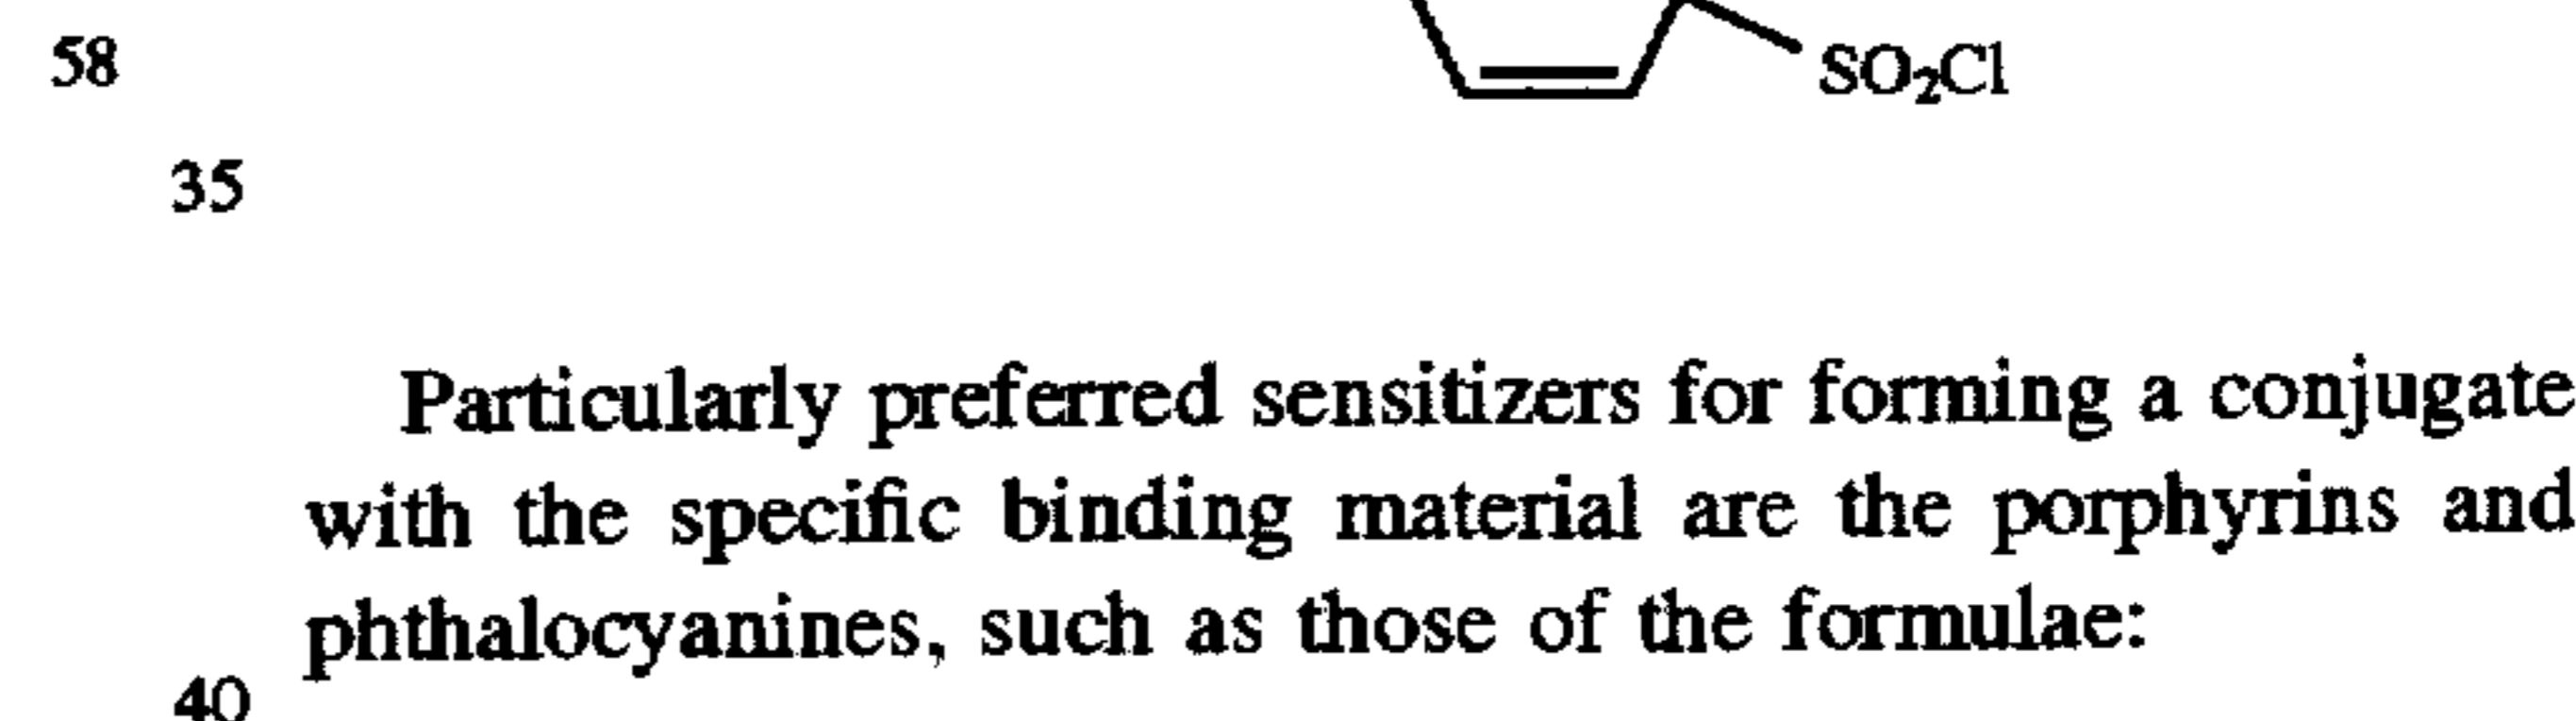 58
SO₂Cl
35
Particularly preferred sensitizers for forming a conjugate
with the specific binding material are the porphyrins and
phthalocyanines, such as those of the formulae:
40